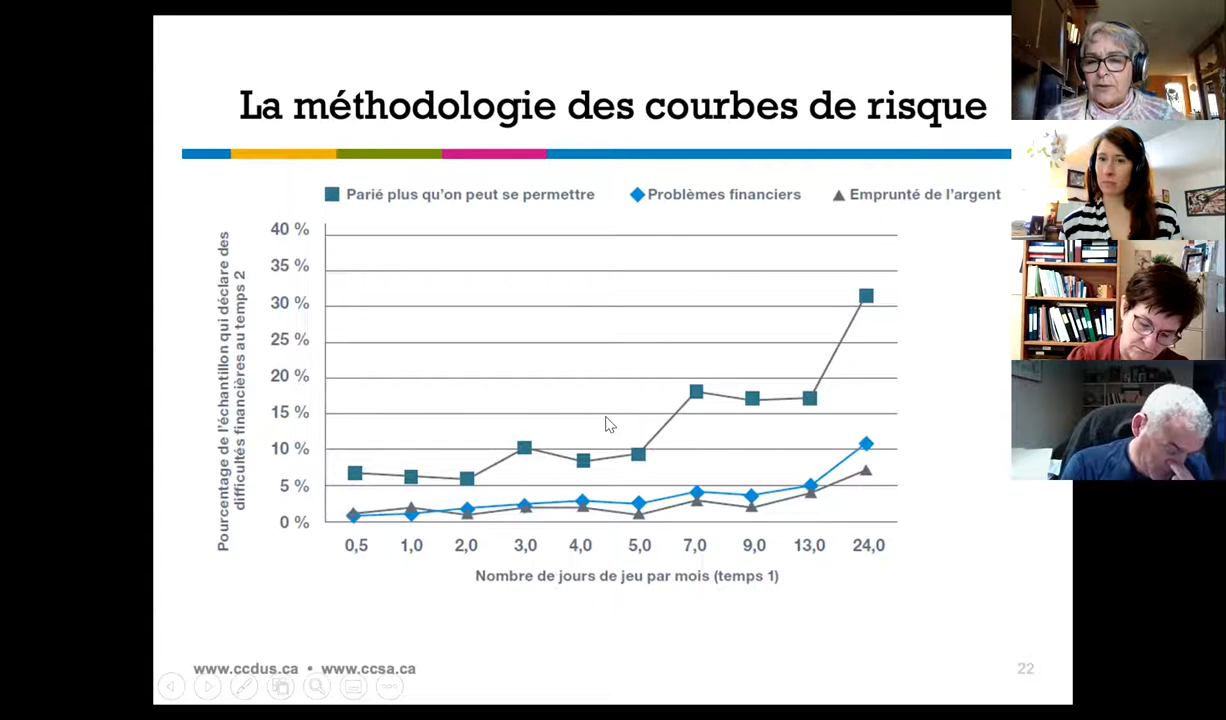 La méthodologie des courbes de risque
Parié plus qu'on peut se permettre
Problèmes financiers
Emprunté de l'argent
Pourcentage de l'échantillon qui déclare des
difficultés financières au temps 2
40 %
35 %
30 %
25 %
20 %
15 %
10 %
5 %
0 %
0,5 1,0 2,0 3,0 4,0 5,0 7,0 9,0 13,0 24,0
Nombre de jours de jeu par mois (temps 1)
www.ccdus.ca • www.ccsa.ca
22